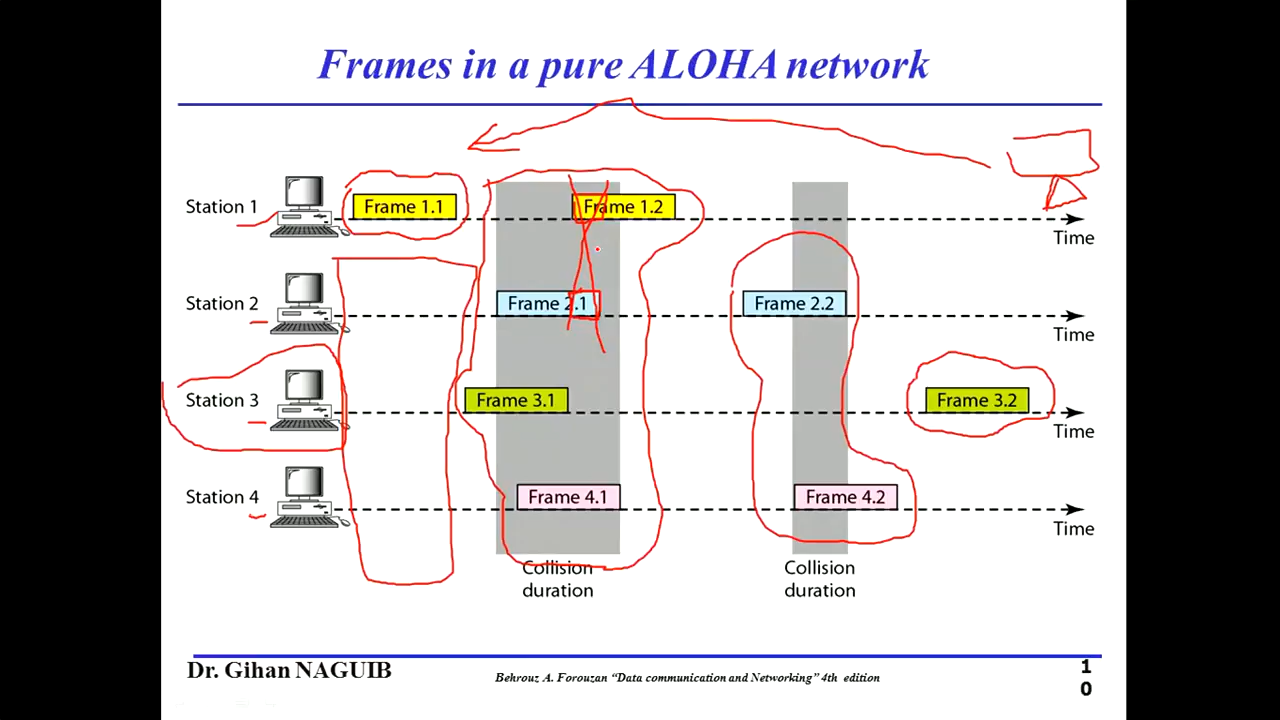 Frames in a pure ALOHA network
Station 1
Frame 1.1
Frame 1.2
Time
Station 2
Frame 2.1
Frame 2.2
Time
Station 3
Frame 3.1
Frame 3.2
Time
Station 4
Frame 4.1
Frame 4.2
Time
Collision
duration
Collision
duration
Dr. Gihan NAGUIB
Behrouz A. Forouzan “Data communication and Networking” 4th edition
1
0